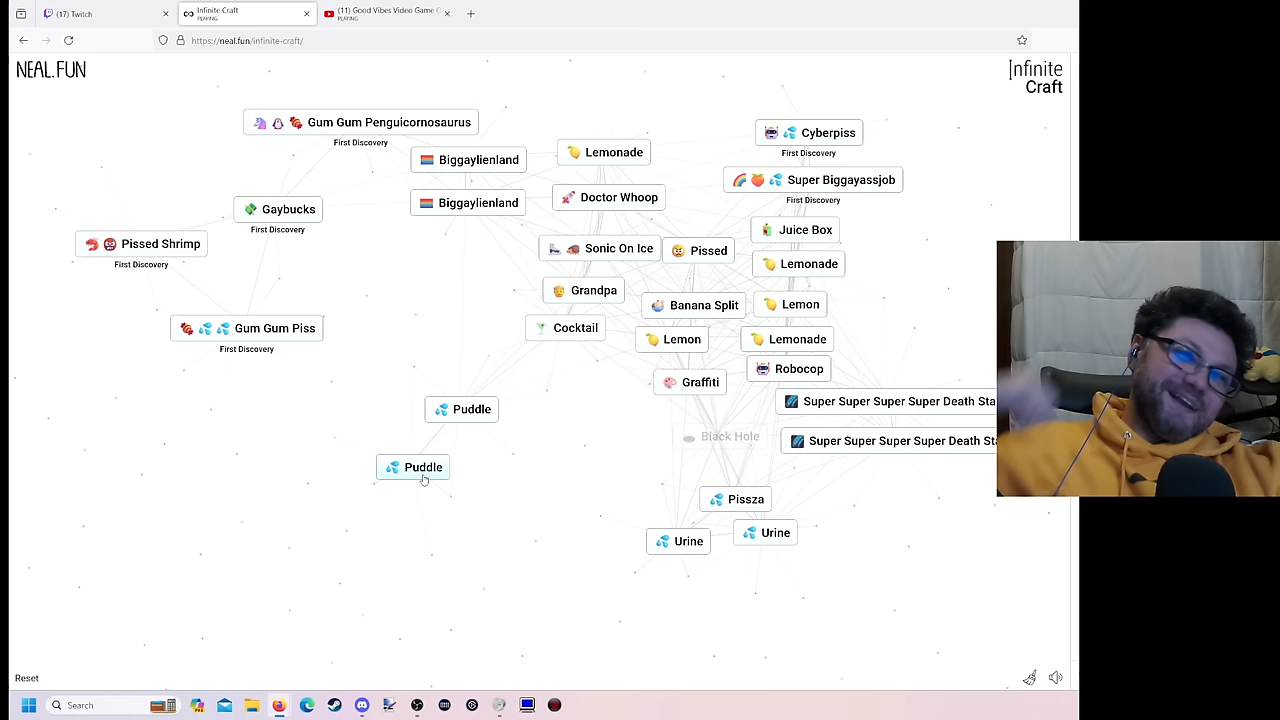 (11) Twitch
Infinite Craft
PLAYING
(11) Good Vibes Video Game
PLAYING
https://neal.fun/infinite-craft/
NEAL.FUN
Infinite
Craft
Gum Gum Penguicornosaurus
First Discovery
Biggaylienland
Lemonade
Cyberpiss
First Discovery
Super Biggayassjob
First Discovery
Biggaylienland
Doctor Whoop
Gaybucks
First Discovery
Juice Box
Pissed Shrimp
First Discovery
Sonic On Ice
Pissed
Lemonade
Grandpa
Banana Split
Lemon
Gum Gum Piss
First Discovery
Cocktail
Lemon
Lemonade
Robocop
Graffiti
Super Super Super Super Death Sta
Puddle
Black Hole
Super Super Super Super Death Sta
Puddle
Pissza
Urine
Urine
Reset
Search